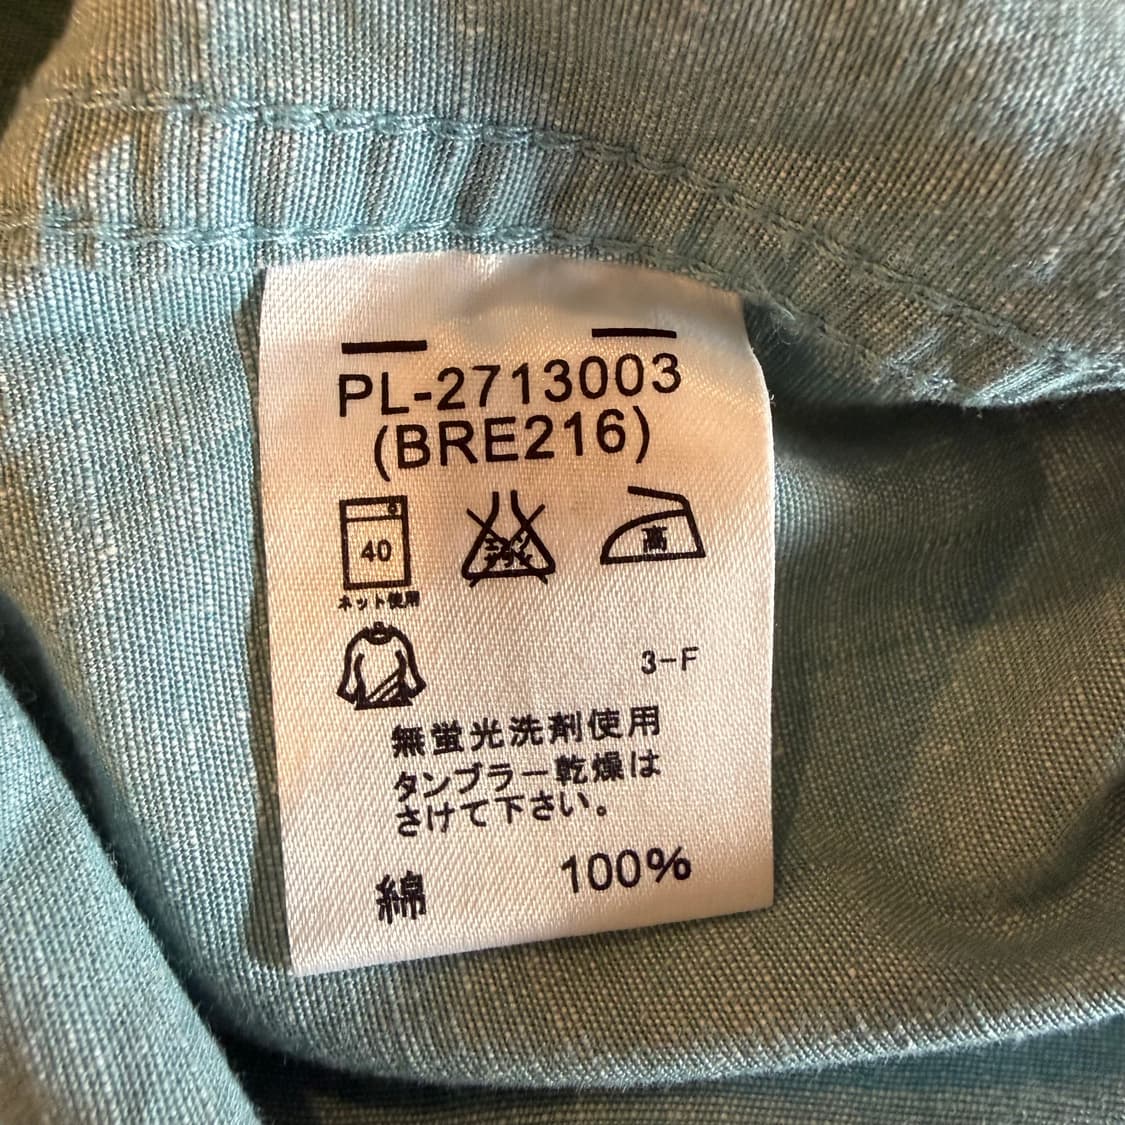 PL-2713003
(BRE216)
40
高
ネット使用
3-F
無蛍光洗剤使用
タンブラー乾燥は
さけて下さい。
綿 100%